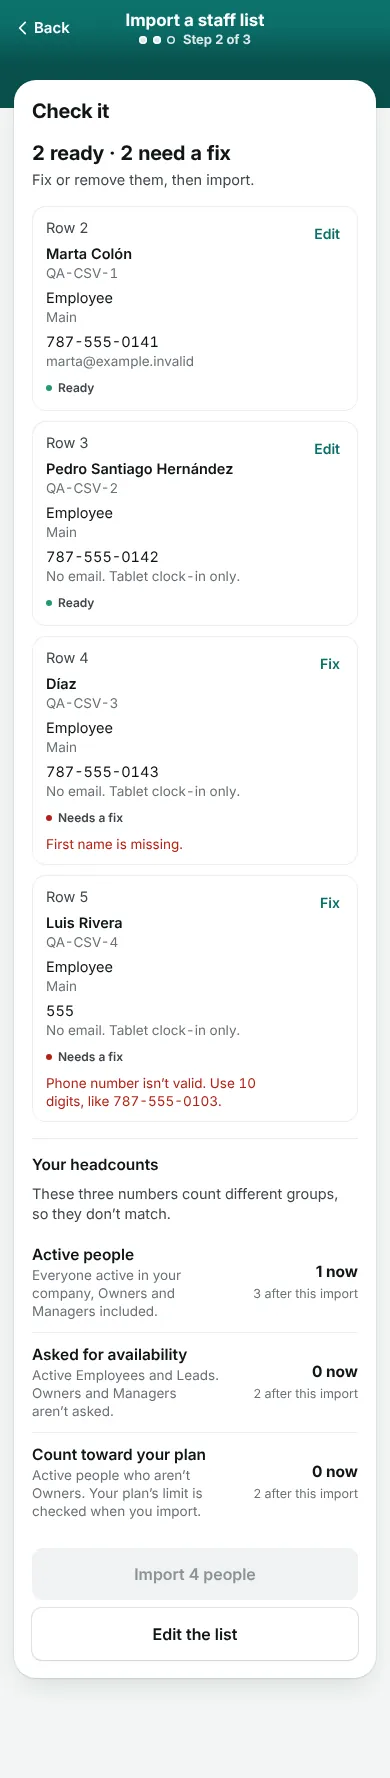 Back
Import a staff list
Step 2 of 3
Check it
2 ready · 2 need a fix
Fix or remove them, then import.
Row 2
Edit
Marta Colón
QA-CSV-1
Employee
Main
787-555-0141
marta@example.invalid
Ready
Row 3
Edit
Pedro Santiago Hernández
QA-CSV-2
Employee
Main
787-555-0142
No email. Tablet clock-in only.
Ready
Row 4
Fix
Díaz
QA-CSV-3
Employee
Main
787-555-0143
No email. Tablet clock-in only.
Needs a fix
First name is missing.
Row 5
Fix
Luis Rivera
QA-CSV-4
Employee
Main
555
No email. Tablet clock-in only.
Needs a fix
Phone number isn’t valid. Use 10
digits, like 787-555-0103.
Your headcounts
These three numbers count different groups,
so they don’t match.
Active people
Everyone active in your
company, Owners and
Managers included.
1 now
3 after this import
Asked for availability
Active Employees and Leads.
Owners and Managers
aren’t asked.
0 now
2 after this import
Count toward your plan
Active people who aren’t
Owners. Your plan’s limit is
checked when you import.
0 now
2 after this import
Import 4 people
Edit the list